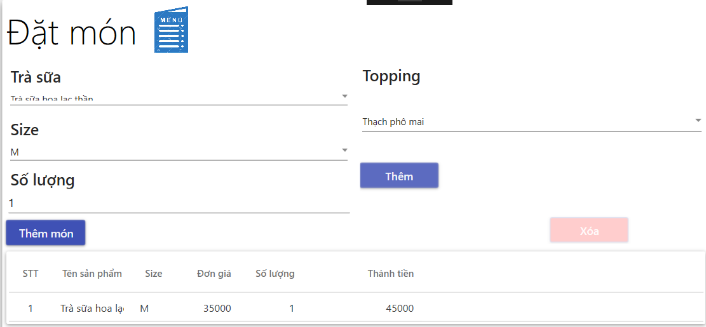 Đặt món
MENU
Trà sữa
Trà sữa hoa lạc thần
Size
M
Số lượng
1
Thêm món
Topping
Thạch phô mai
Thêm
Xóa
STT Tên sản phẩm Size Đơn giá Số lượng Thành tiền
1 Trà sữa hoa lạ M 35000 1 45000